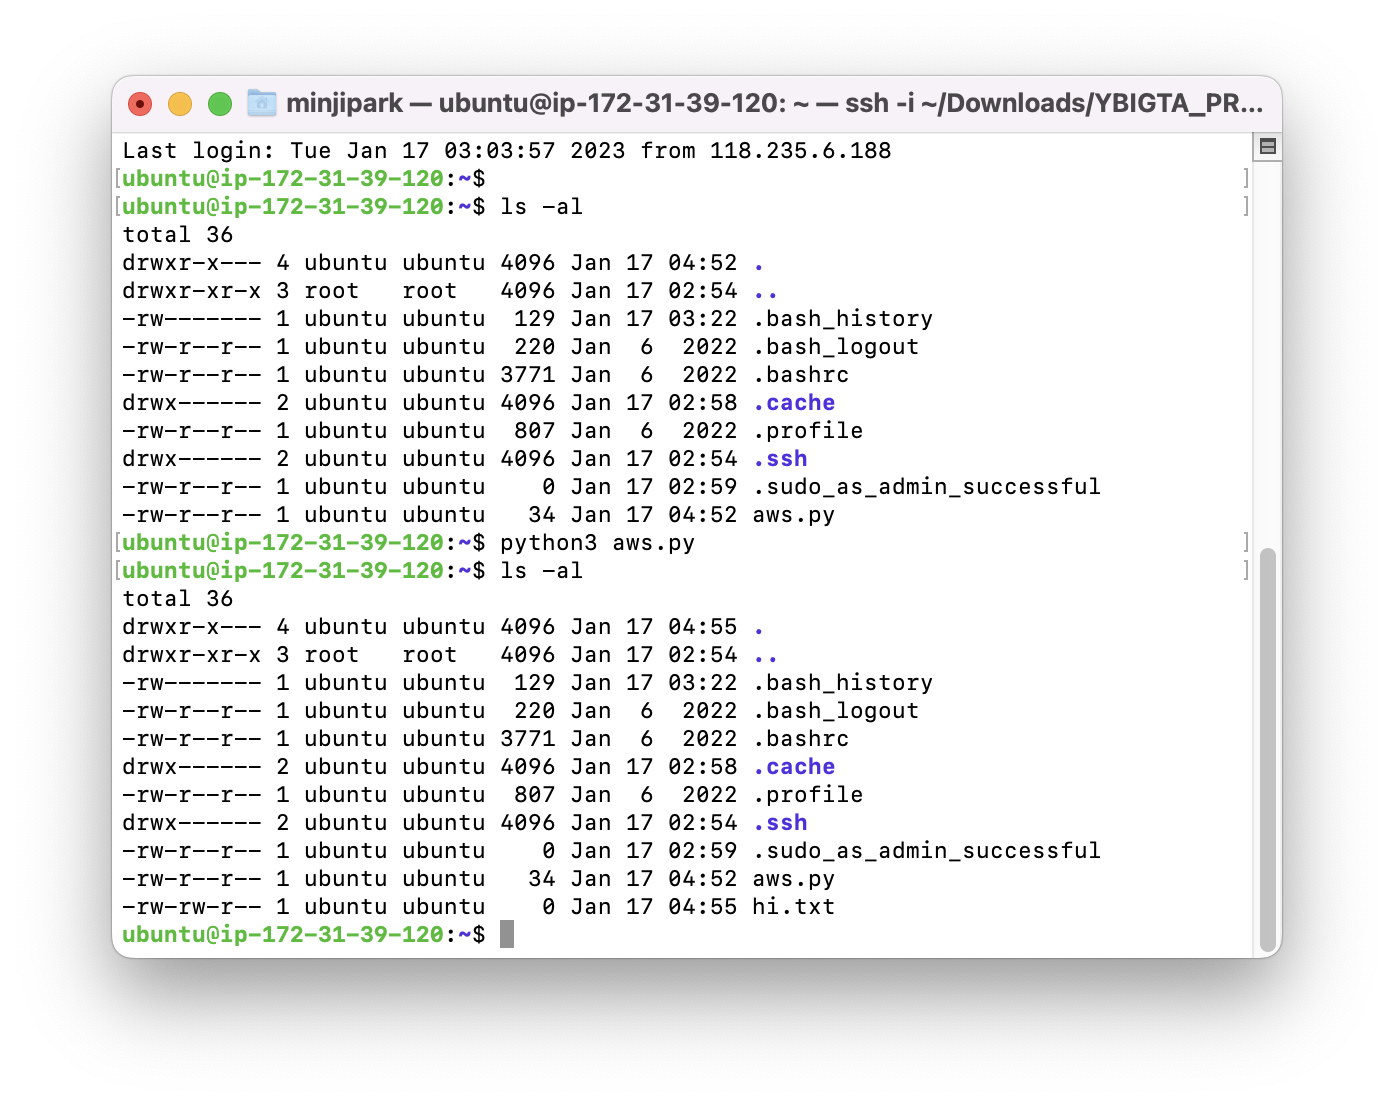 minjipark — ubuntu@ip-172-31-39-120: ~ — ssh -i ~/Downloads/YBIGTA_PR...
Last login: Tue Jan 17 03:03:57 2023 from 118.235.6.188
[ubuntu@ip-172-31-39-120:~$ ]
[ubuntu@ip-172-31-39-120:~$ ls -al ]
total 36
drwxr-x--- 4 ubuntu ubuntu 4096 Jan 17 04:52 .
drwxr-xr-x 3 root   root   4096 Jan 17 02:54 ..
-rw------- 1 ubuntu ubuntu  129 Jan 17 03:22 .bash_history
-rw-r--r-- 1 ubuntu ubuntu  220 Jan  6  2022 .bash_logout
-rw-r--r-- 1 ubuntu ubuntu 3771 Jan  6  2022 .bashrc
drwx------ 2 ubuntu ubuntu 4096 Jan 17 02:58 .cache
-rw-r--r-- 1 ubuntu ubuntu  807 Jan  6  2022 .profile
drwx------ 2 ubuntu ubuntu 4096 Jan 17 02:54 .ssh
-rw-r--r-- 1 ubuntu ubuntu    0 Jan 17 02:59 .sudo_as_admin_successful
-rw-r--r-- 1 ubuntu ubuntu   34 Jan 17 04:52 aws.py
[ubuntu@ip-172-31-39-120:~$ python3 aws.py ]
[ubuntu@ip-172-31-39-120:~$ ls -al ]
total 36
drwxr-x--- 4 ubuntu ubuntu 4096 Jan 17 04:55 .
drwxr-xr-x 3 root   root   4096 Jan 17 02:54 ..
-rw------- 1 ubuntu ubuntu  129 Jan 17 03:22 .bash_history
-rw-r--r-- 1 ubuntu ubuntu  220 Jan  6  2022 .bash_logout
-rw-r--r-- 1 ubuntu ubuntu 3771 Jan  6  2022 .bashrc
drwx------ 2 ubuntu ubuntu 4096 Jan 17 02:58 .cache
-rw-r--r-- 1 ubuntu ubuntu  807 Jan  6  2022 .profile
drwx------ 2 ubuntu ubuntu 4096 Jan 17 02:54 .ssh
-rw-r--r-- 1 ubuntu ubuntu    0 Jan 17 02:59 .sudo_as_admin_successful
-rw-r--r-- 1 ubuntu ubuntu   34 Jan 17 04:52 aws.py
-rw-rw-r-- 1 ubuntu ubuntu    0 Jan 17 04:55 hi.txt
ubuntu@ip-172-31-39-120:~$